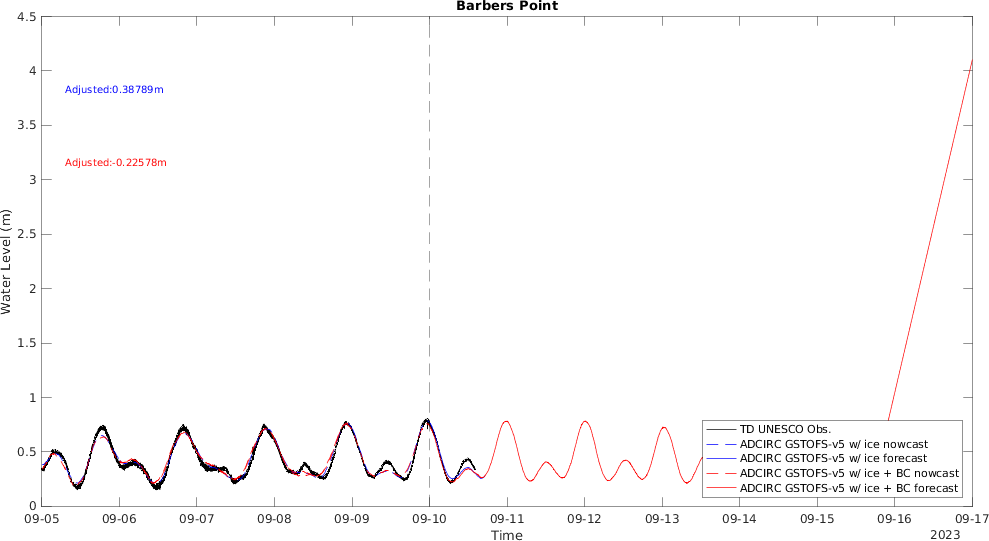 Barbers Point
4.5
4
3.5
3
2.5
2
1.5
1
0.5
0
Water Level (m)
Adjusted:0.38789m
Adjusted:-0.22578m
TD UNESCO Obs.
ADCIRC GSTOFS-v5 w/ ice nowcast
ADCIRC GSTOFS-v5 w/ ice forecast
ADCIRC GSTOFS-v5 w/ ice + BC nowcast
ADCIRC GSTOFS-v5 w/ ice + BC forecast
09-05 09-06 09-07 09-08 09-09 09-10 09-11 09-12 09-13 09-14 09-15 09-16 09-17
Time
2023